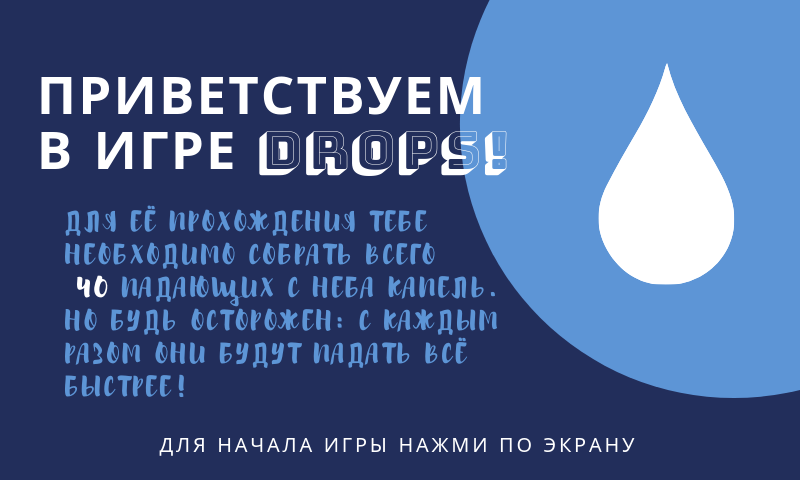 ПРИВЕТСТВУЕМ
В ИГРЕ DROPS!
ДЛЯ ЕЁ ПРОХОЖДЕНИЯ ТЕБЕ
НЕОБХОДИМО СОБРАТЬ ВСЕГО
40 ПАДАЮЩИХ С НЕБА КАПЕЛЬ.
НО БУДЬ ОСТОРОЖЕН: С КАЖДЫМ
РАЗОМ ОНИ БУДУТ ПАДАТЬ ВСЁ
БЫСТРЕЕ!
ДЛЯ НАЧАЛА ИГРЫ НАЖМИ ПО ЭКРАНУ